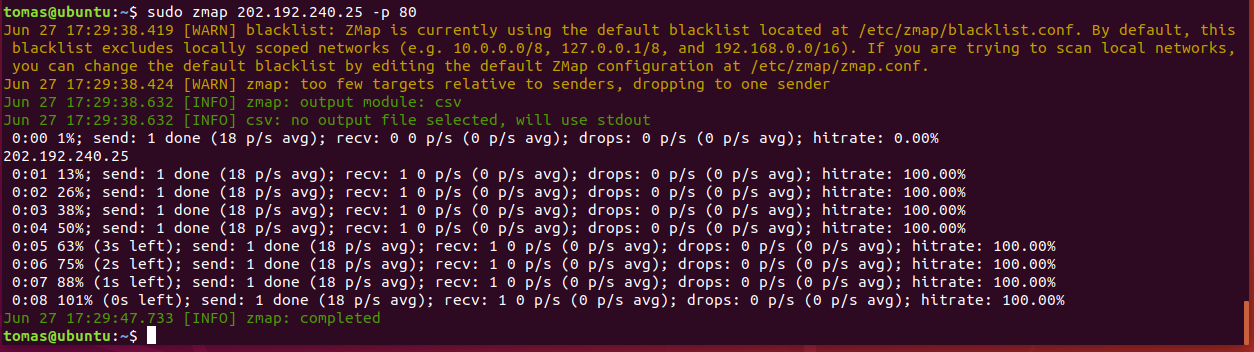 tomas@ubuntu:~$ sudo zmap 202.192.240.25 -p 80
Jun 27 17:29:38.419 [WARN] blacklist: ZMap is currently using the default blacklist located at /etc/zmap/blacklist.conf. By default, this
 blacklist excludes locally scoped networks (e.g. 10.0.0.0/8, 127.0.0.1/8, and 192.168.0.0/16). If you are trying to scan local networks,
 you can change the default blacklist by editing the default ZMap configuration at /etc/zmap/zmap.conf.
Jun 27 17:29:38.424 [WARN] zmap: too few targets relative to senders, dropping to one sender
Jun 27 17:29:38.632 [INFO] zmap: output module: csv
Jun 27 17:29:38.632 [INFO] csv: no output file selected, will use stdout
 0:00 1%; send: 1 done (18 p/s avg); recv: 0 0 p/s (0 p/s avg); drops: 0 p/s (0 p/s avg); hitrate: 0.00%
202.192.240.25
 0:01 13%; send: 1 done (18 p/s avg); recv: 1 0 p/s (0 p/s avg); drops: 0 p/s (0 p/s avg); hitrate: 100.00%
 0:02 26%; send: 1 done (18 p/s avg); recv: 1 0 p/s (0 p/s avg); drops: 0 p/s (0 p/s avg); hitrate: 100.00%
 0:03 38%; send: 1 done (18 p/s avg); recv: 1 0 p/s (0 p/s avg); drops: 0 p/s (0 p/s avg); hitrate: 100.00%
 0:04 50%; send: 1 done (18 p/s avg); recv: 1 0 p/s (0 p/s avg); drops: 0 p/s (0 p/s avg); hitrate: 100.00%
 0:05 63% (3s left); send: 1 done (18 p/s avg); recv: 1 0 p/s (0 p/s avg); drops: 0 p/s (0 p/s avg); hitrate: 100.00%
 0:06 75% (2s left); send: 1 done (18 p/s avg); recv: 1 0 p/s (0 p/s avg); drops: 0 p/s (0 p/s avg); hitrate: 100.00%
 0:07 88% (1s left); send: 1 done (18 p/s avg); recv: 1 0 p/s (0 p/s avg); drops: 0 p/s (0 p/s avg); hitrate: 100.00%
 0:08 101% (0s left); send: 1 done (18 p/s avg); recv: 1 0 p/s (0 p/s avg); drops: 0 p/s (0 p/s avg); hitrate: 100.00%
Jun 27 17:29:47.733 [INFO] zmap: completed
tomas@ubuntu:~$